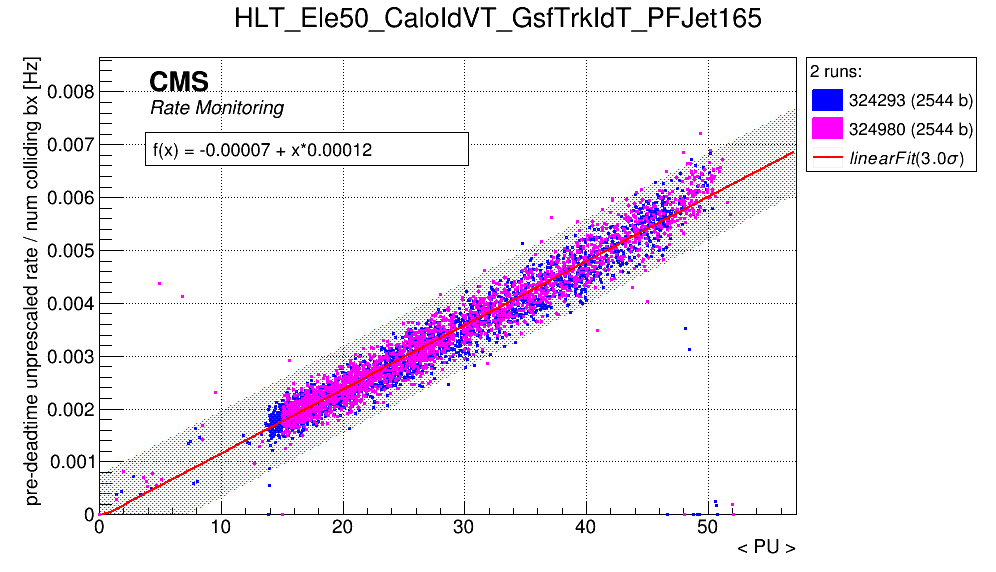 HLT_Ele50_CaloIdVT_GsfTrkIdT_PFJet165
pre-deadtime unprescaled rate / num colliding bx [Hz]
CMS
Rate Monitoring
f(x) = -0.00007 + x*0.00012
2 runs:
324293 (2544 b)
324980 (2544 b)
linearFit(3.0σ)
0.008
0.007
0.006
0.005
0.004
0.003
0.002
0.001
0
0 10 20 30 40 50
< PU >